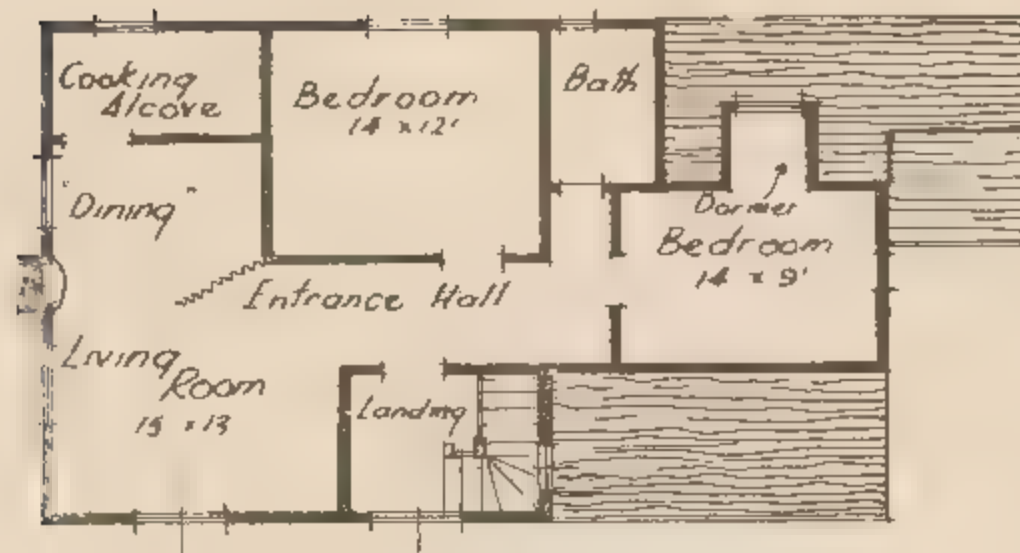 Cooking
Alcove
Bedroom
14 x 12'
Bath
"Dining"
Dormer
Bedroom
14 x 9'
Entrance Hall
Living
Room
15 x 13
Landing